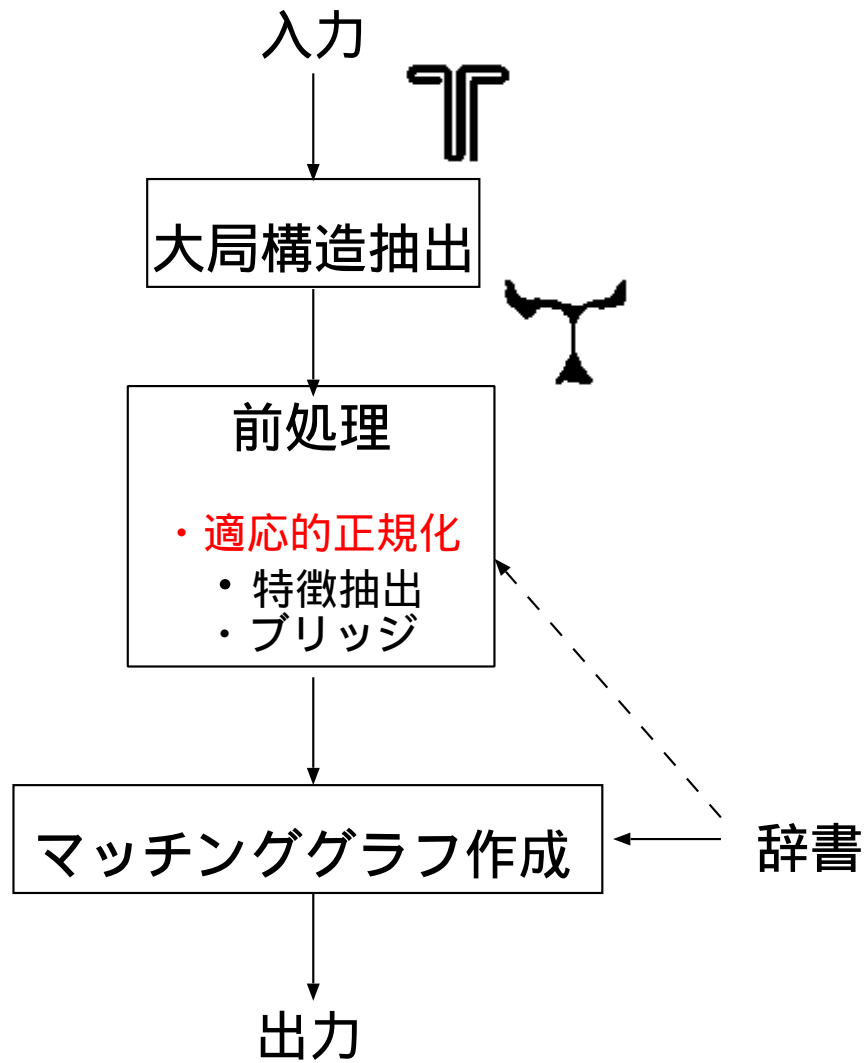 入力
大局構造抽出
前処理
・適応的正規化
・特徴抽出
・ブリッジ
マッチンググラフ作成
辞書
出力